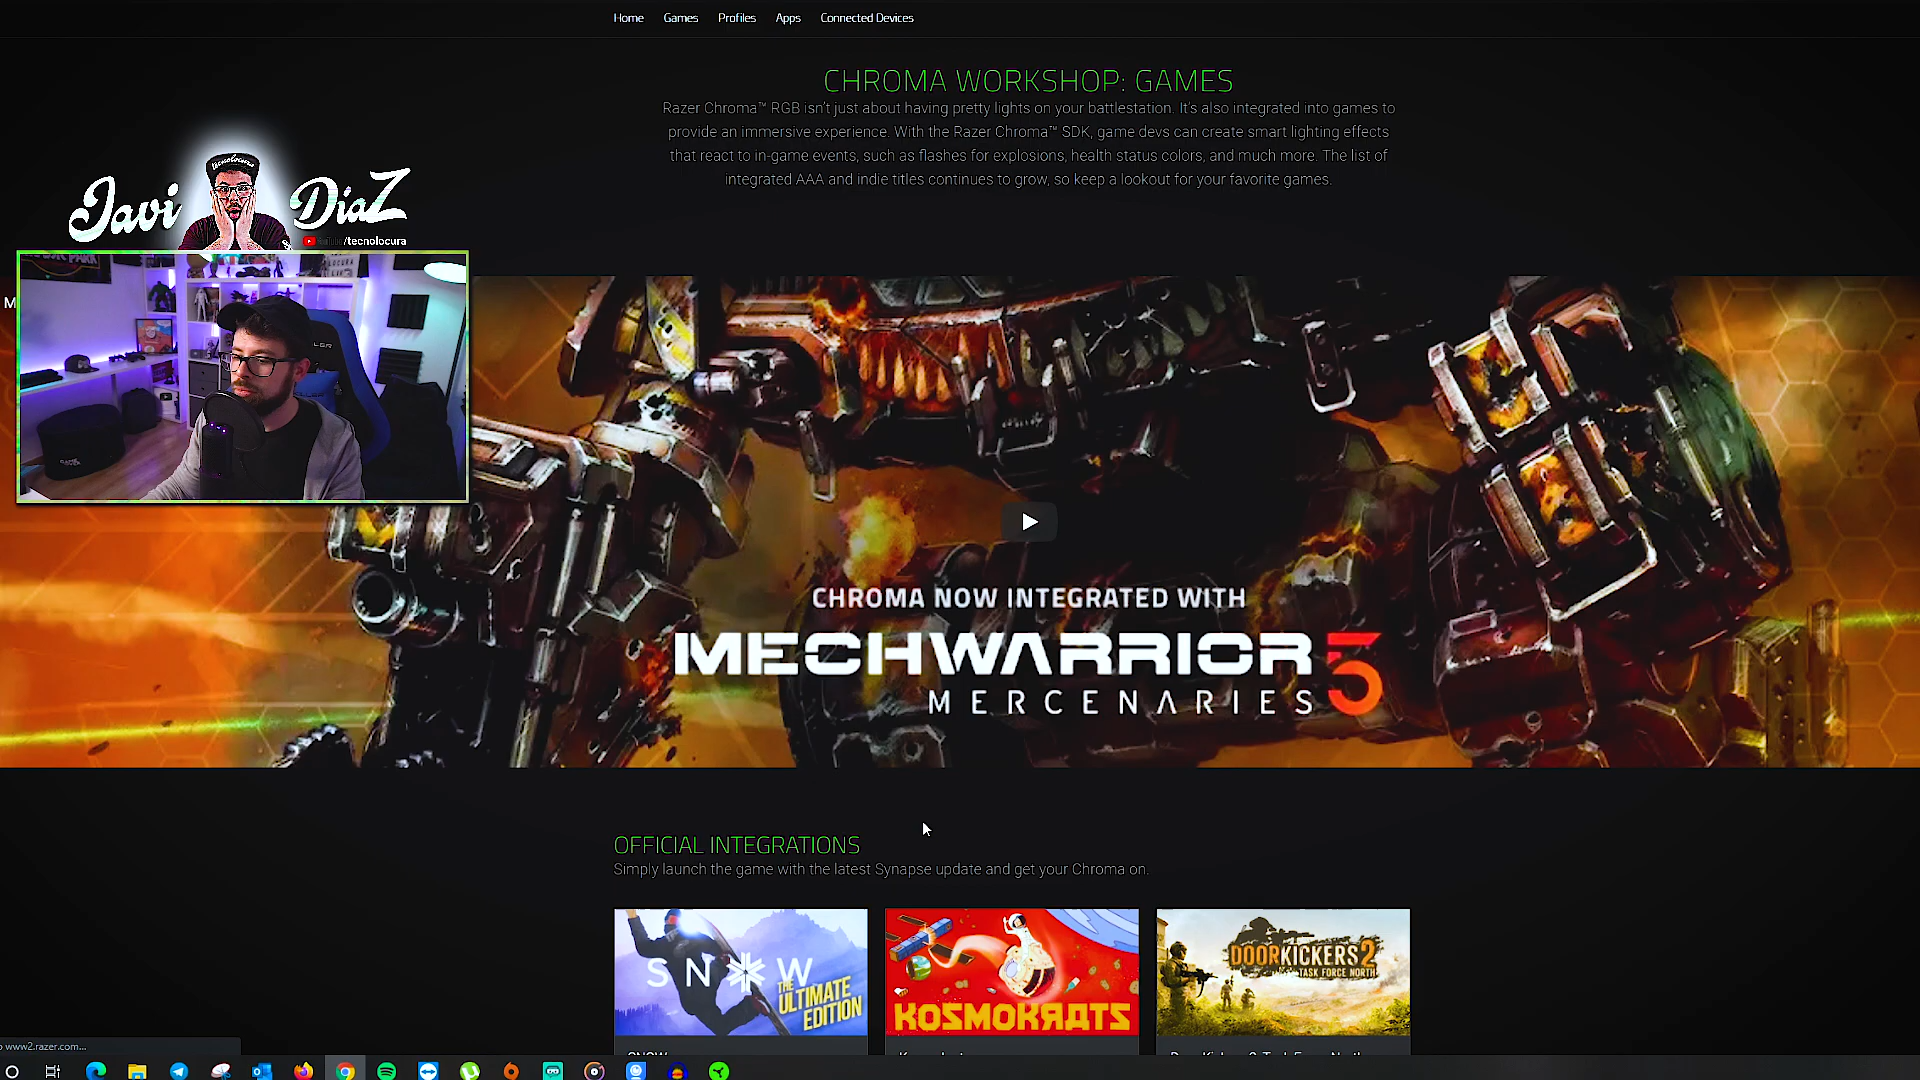 Home Games Profiles Apps Connected Devices
CHROMA WORKSHOP: GAMES
Razer Chroma™ RGB isn't just about having pretty lights on your battlestation. It's also integrated into games to
provide an immersive experience. With the Razer Chroma™ SDK, game devs can create smart lighting effects
that react to in-game events, such as flashes for explosions, health status colors, and much more. The list of
integrated AAA and indie titles continues to grow, so keep a lookout for your favorite games.
tecnolocura
Javi DiaZ
/tecnolocura
M
CHROMA NOW INTEGRATED WITH
MECHWARRIOR 5
MERCENARIES
OFFICIAL INTEGRATIONS
Simply launch the game with the latest Synapse update and get your Chroma on.
SNOW
THE ULTIMATE EDITION
KOSMOKRATS
DOORKICKERS 2
TASK FORCE NORTH
www2.razer.com...